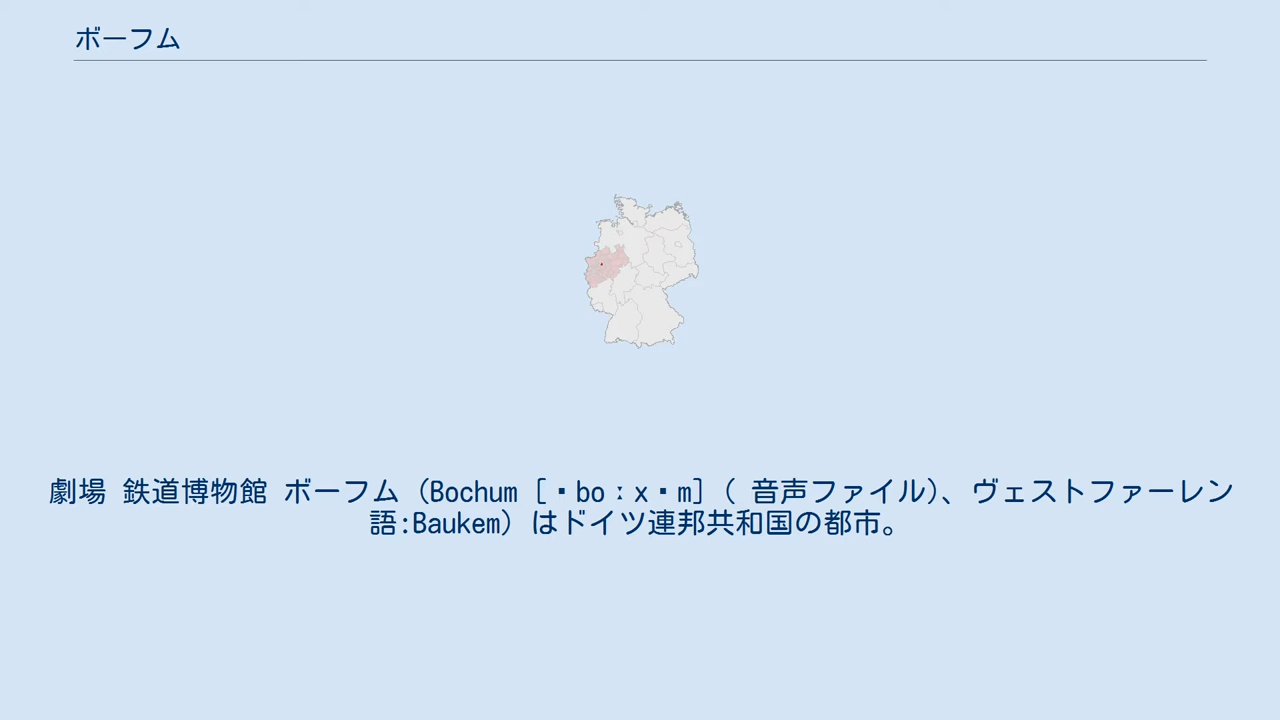 ボーフム
劇場 鉄道博物館 ボーフム（Bochum [･boːx･m]（ 音声ファイル)、ヴェストファーレン
語:Baukem）はドイツ連邦共和国の都市。